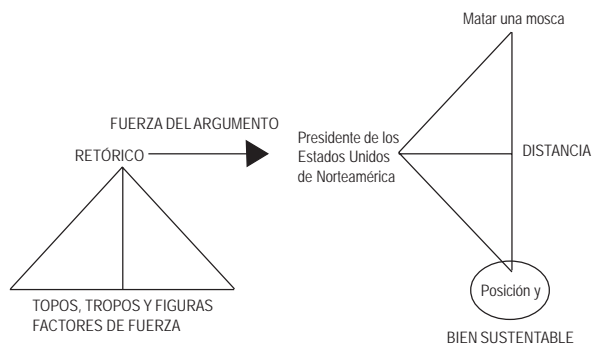 Matar una mosca
FUERZA DEL ARGUMENTO
RETÓRICO
Presidente de los
Estados Unidos
de Norteamérica
DISTANCIA
Posición y
TOPOS, TROPOS Y FIGURAS
FACTORES DE FUERZA
BIEN SUSTENTABLE